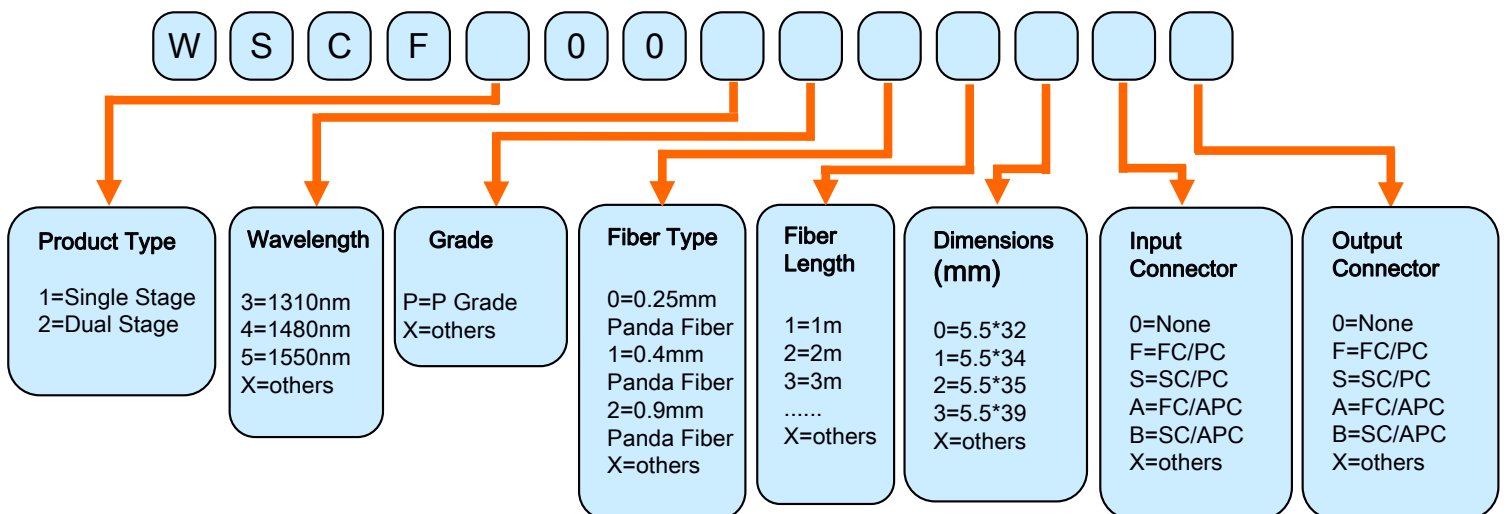 W S C F 0 0
Product Type
1=Single Stage
2=Dual Stage
Wavelength
3=1310nm
4=1480nm
5=1550nm
X=others
Grade
P=P Grade
X=others
Fiber Type
0=0.25mm
Panda Fiber
1=0.4mm
Panda Fiber
2=0.9mm
Panda Fiber
X=others
Fiber
Length
1=1m
2=2m
3=3m
......
X=others
Dimensions
(mm)
0=5.5*32
1=5.5*34
2=5.5*35
3=5.5*39
X=others
Input
Connector
0=None
F=FC/PC
S=SC/PC
A=FC/APC
B=SC/APC
X=others
Output
Connector
0=None
F=FC/PC
S=SC/PC
A=FC/APC
B=SC/APC
X=others